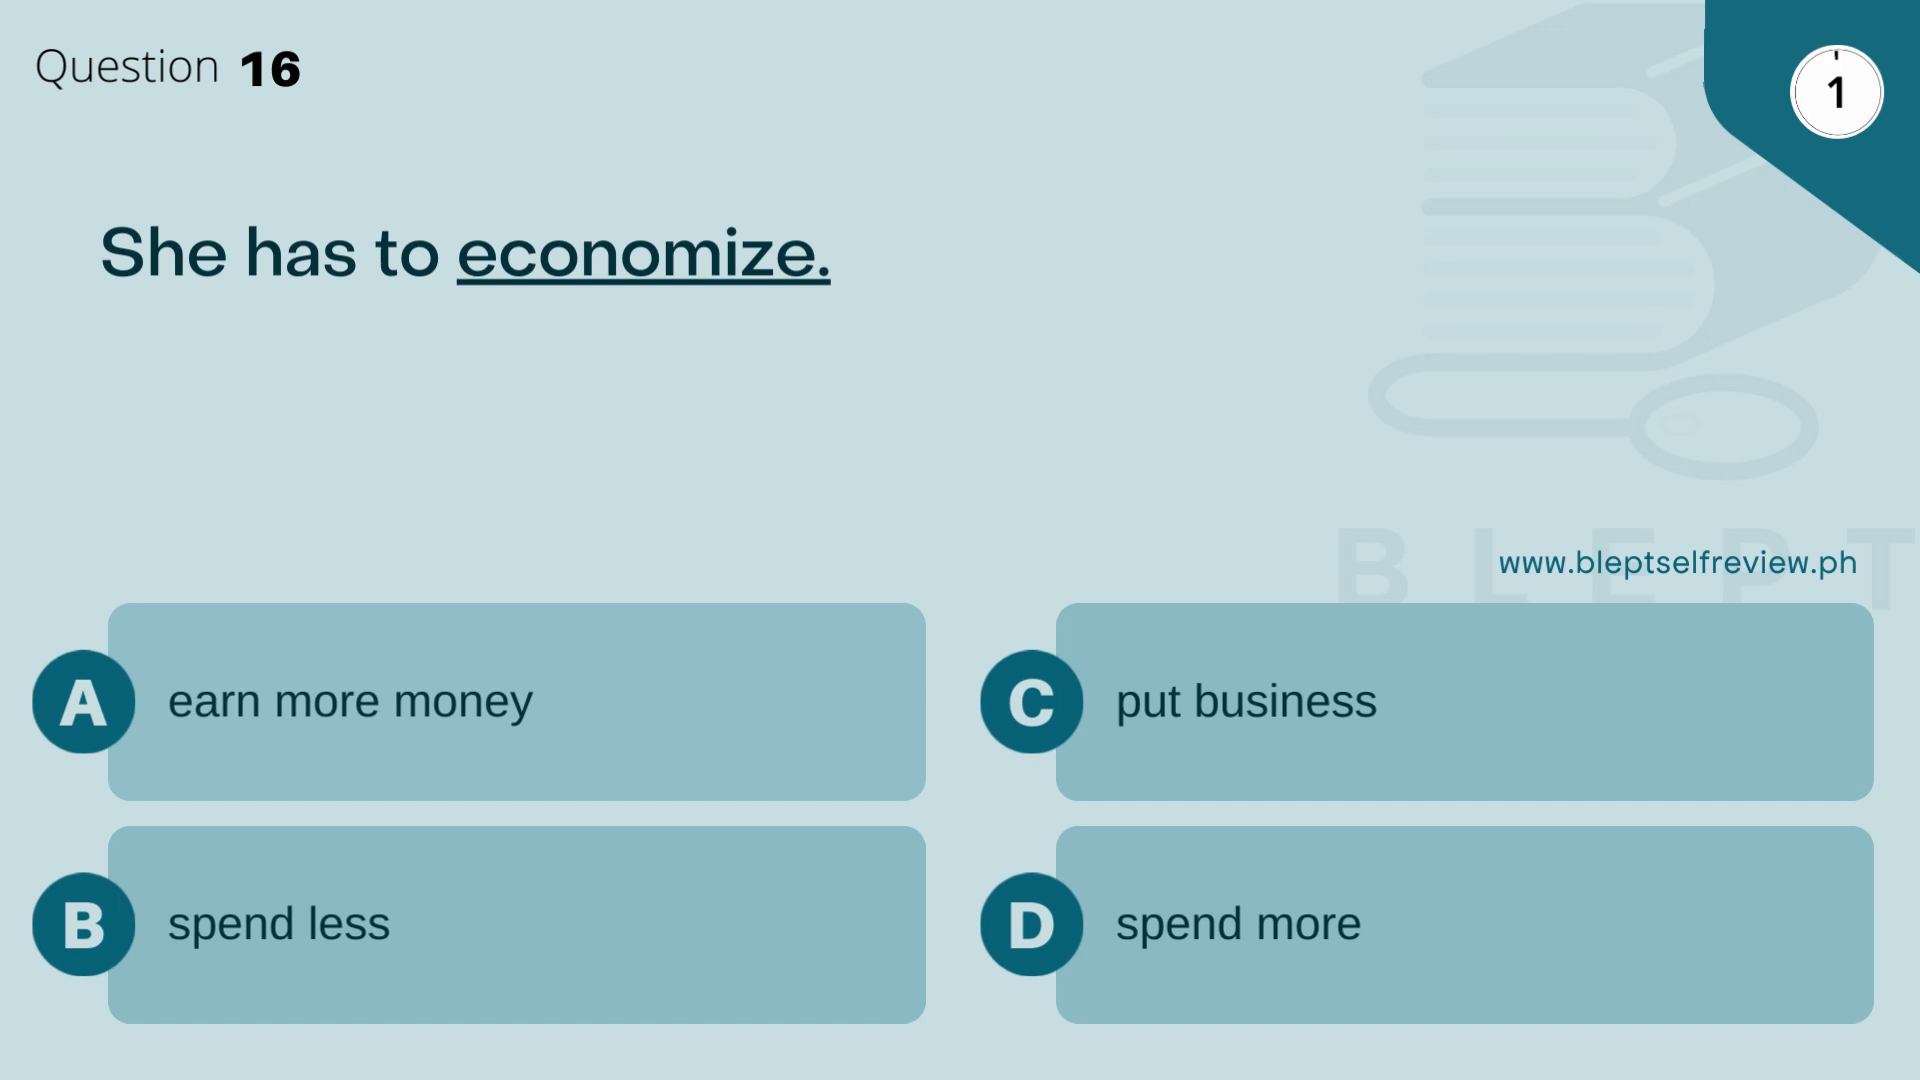 Question 16
1
She has to economize.
BLEPT
www.bleptselfreview.ph
A earn more money
C put business
B spend less
D spend more